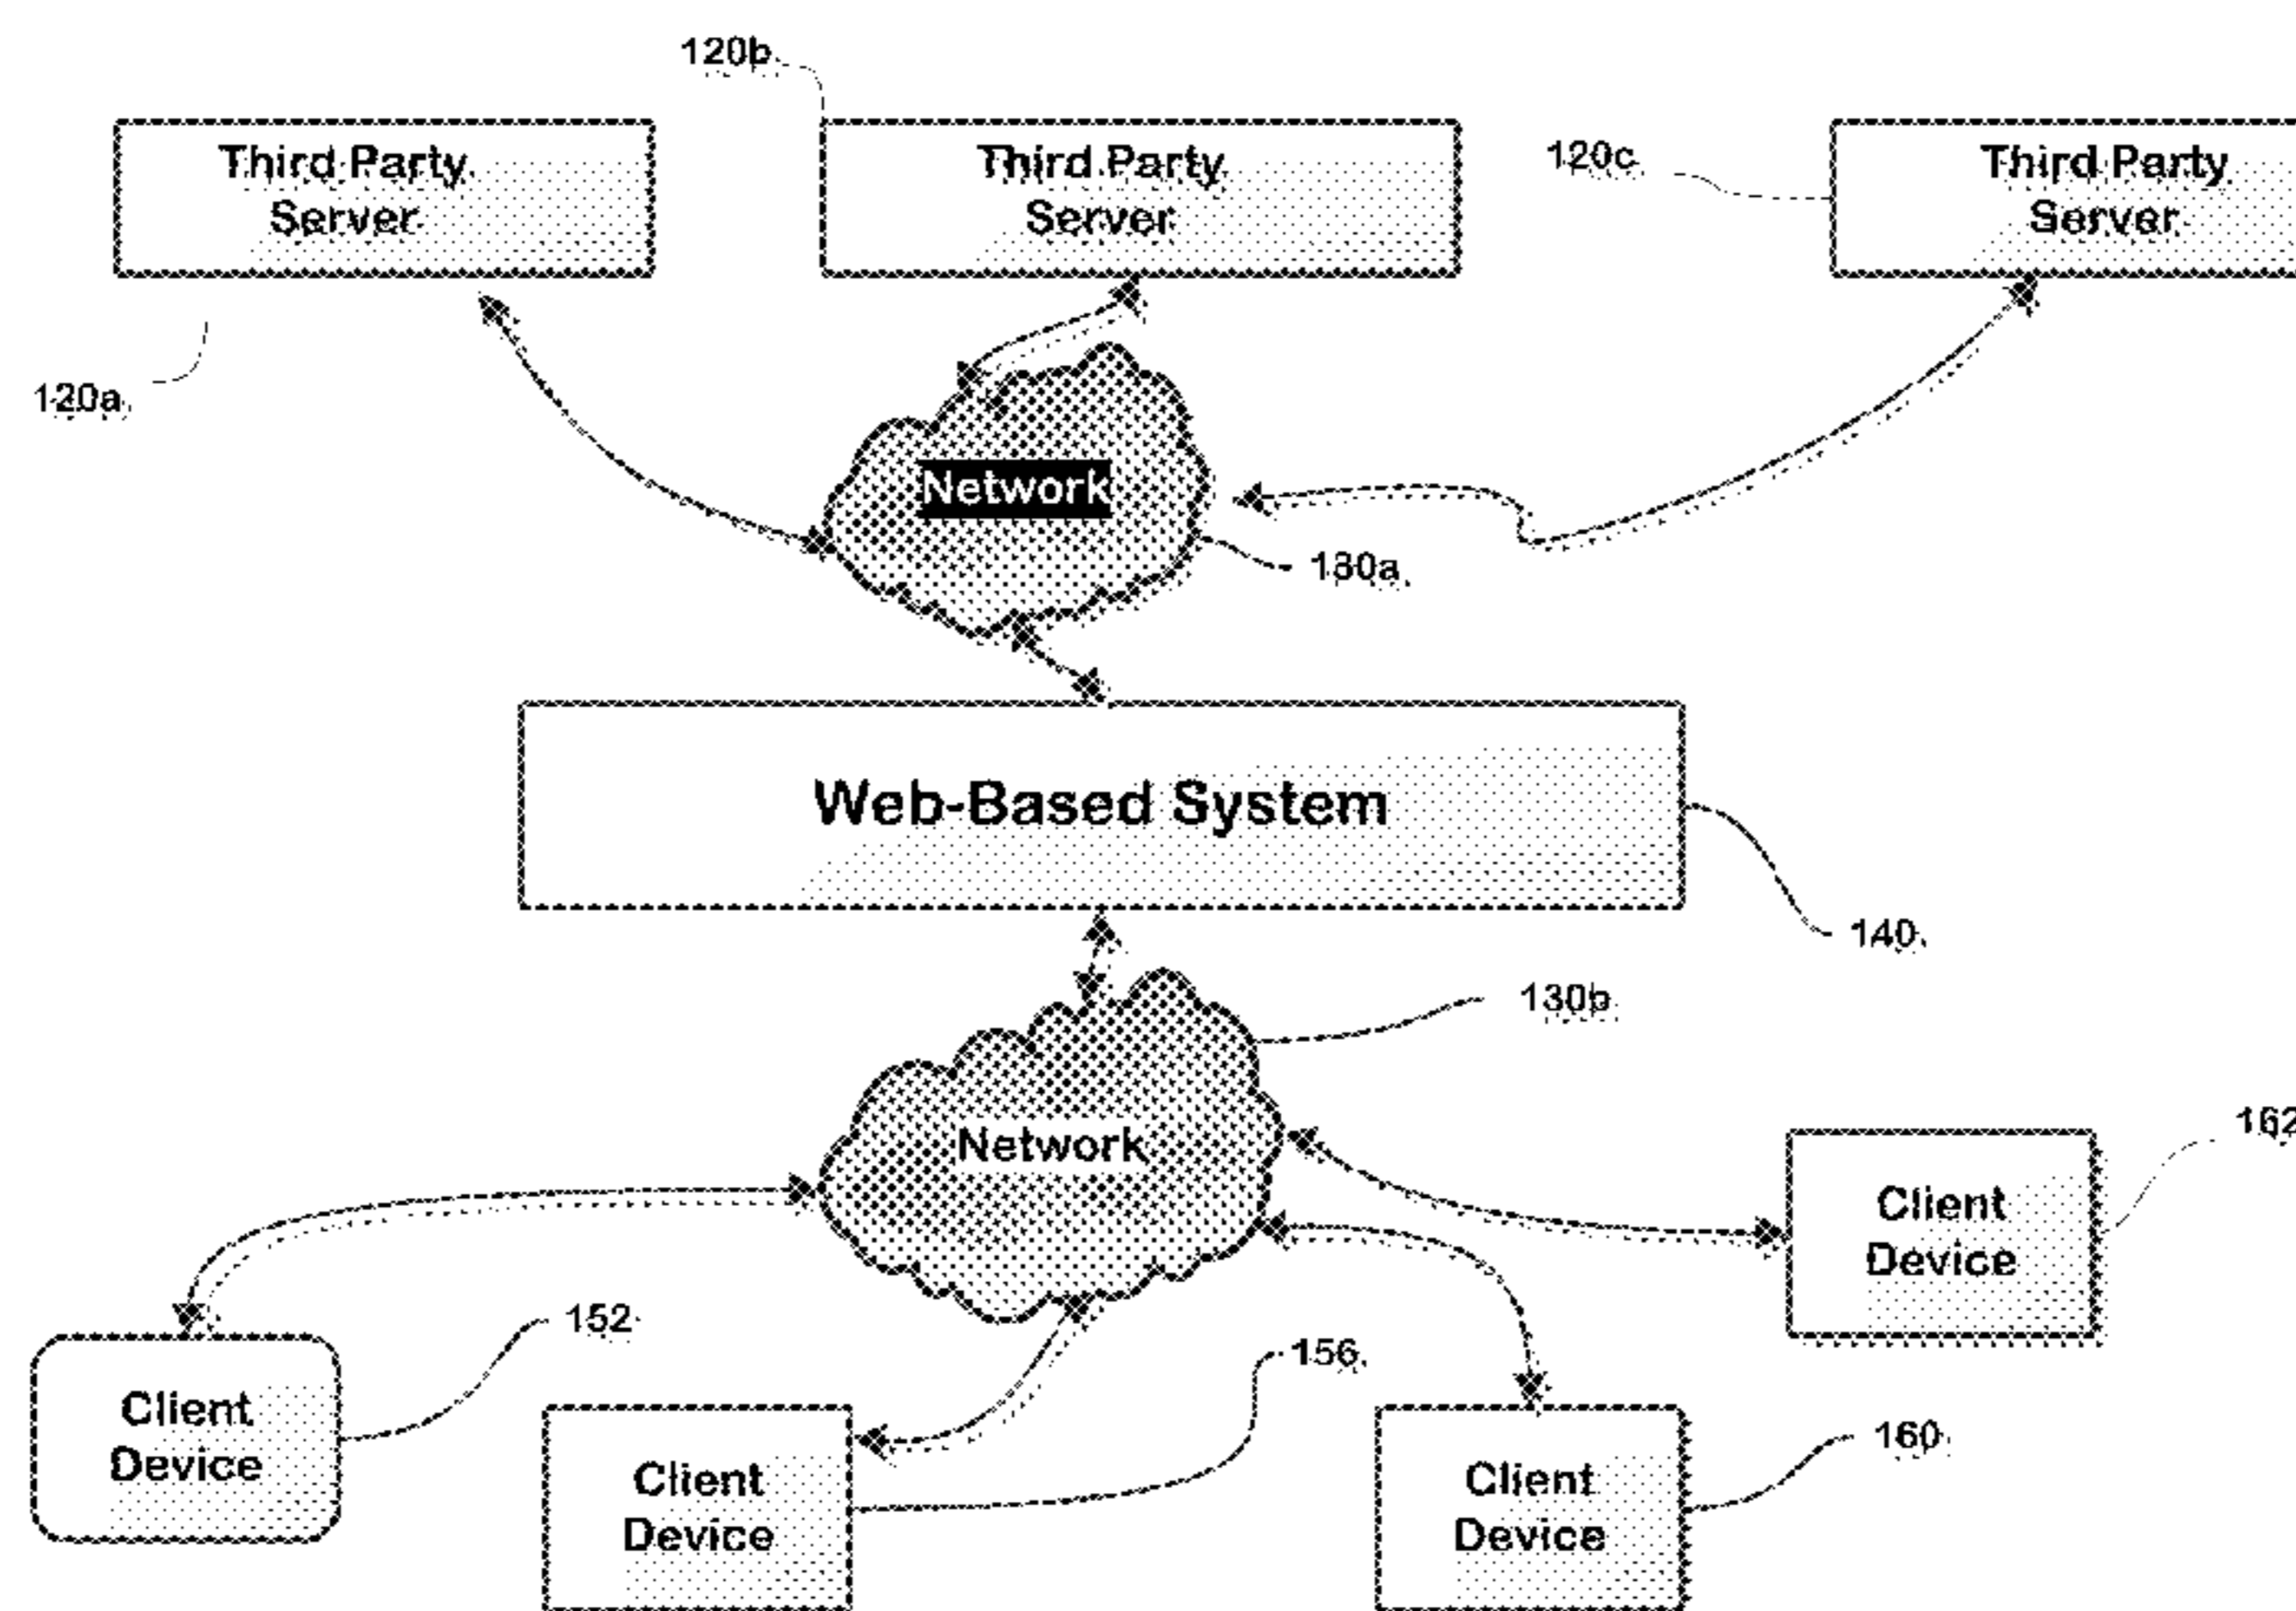 120b
Third Party
Server
Third Party
Server
120c
Third Party
Server
120a
Network
130a
Web-Based System
140
130b
Network
162
Client
Device
152
156
Client
Device
Client
Device
Client
Device
160